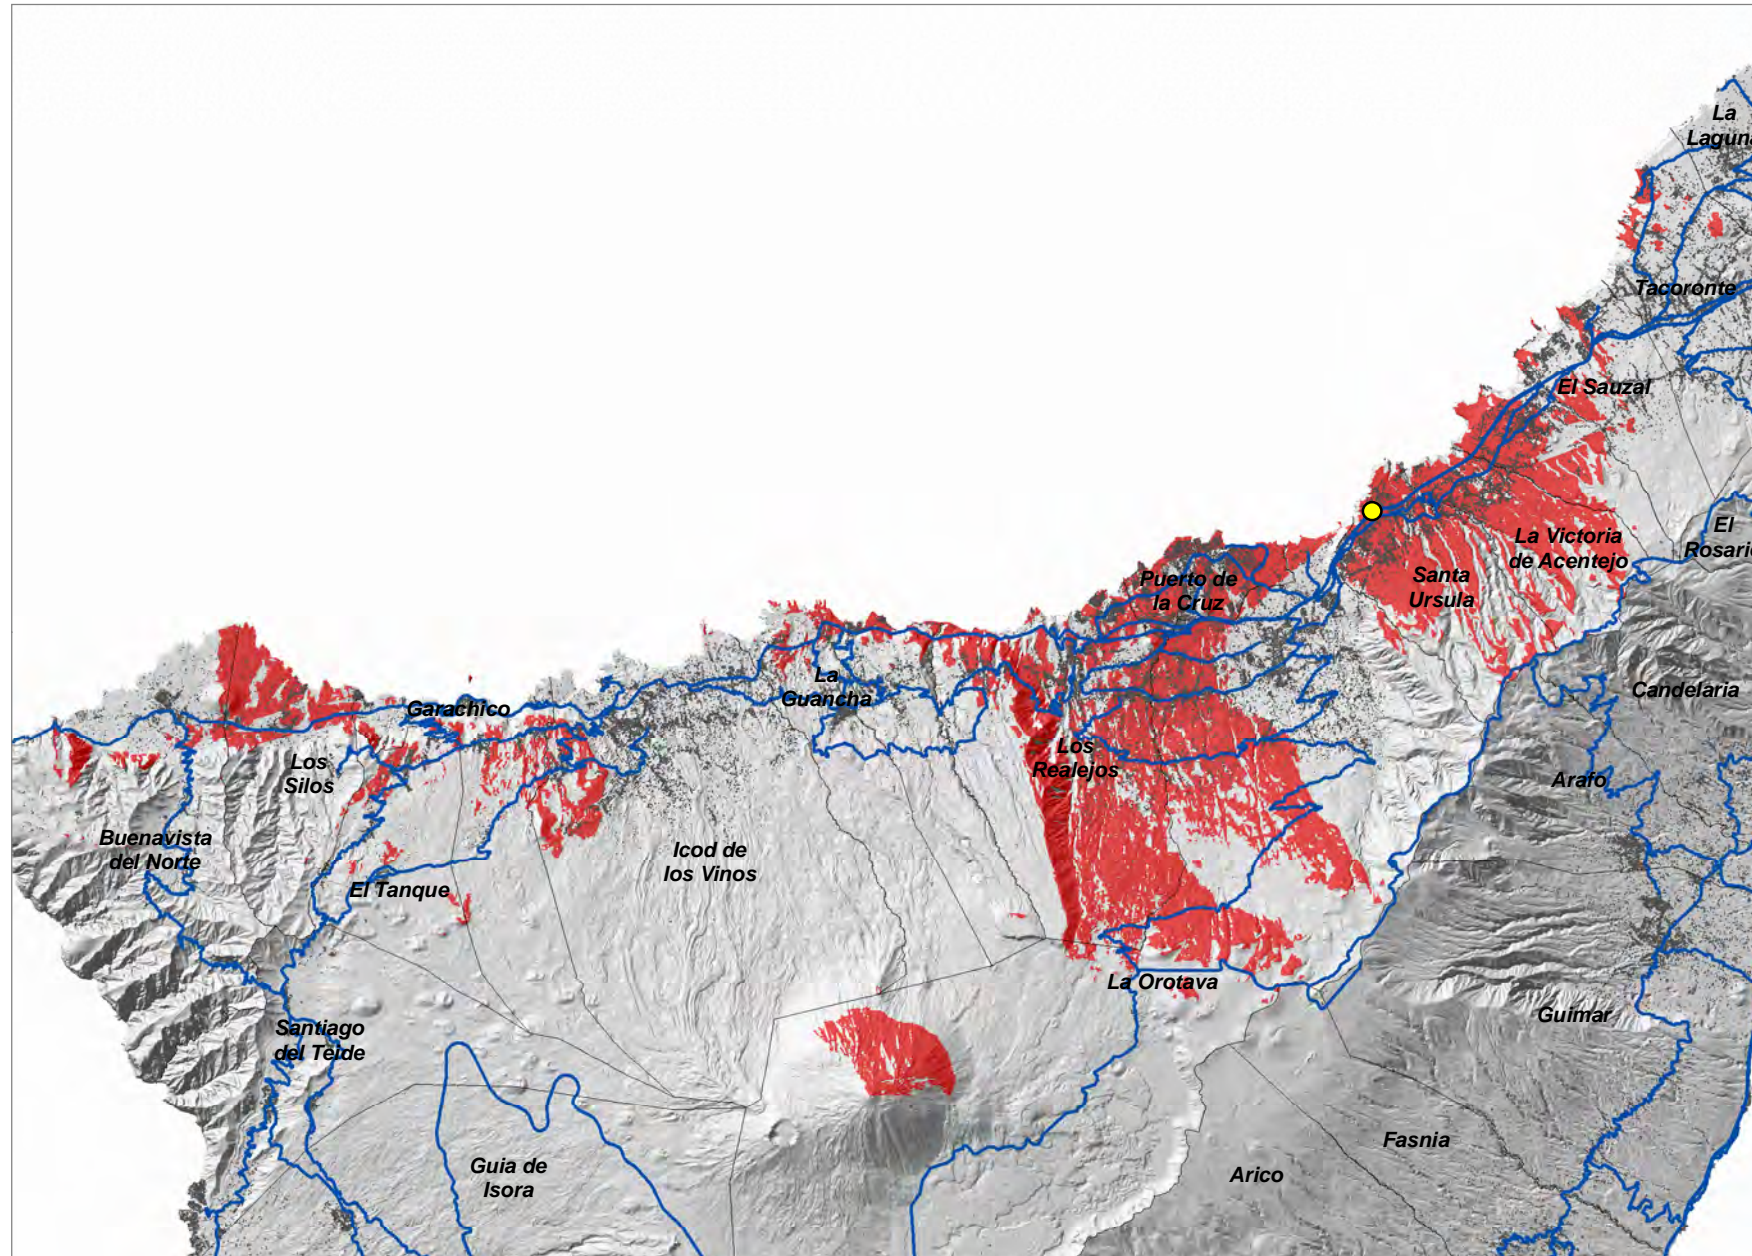 La
Laguna
Tacoronte
El Sauzal
El
Rosario
La Victoria
de Acentejo
Santa
Ursula
Puerto de
la Cruz
Candelaria
La
Guancha
Garachico
Los
Realejos
Los
Silos
Arafo
Buenavista
del Norte
Icod de
los Vinos
El Tanque
La Orotava
Guimar
Santiago
del Teide
Fasnia
Guia de
Isora
Arico